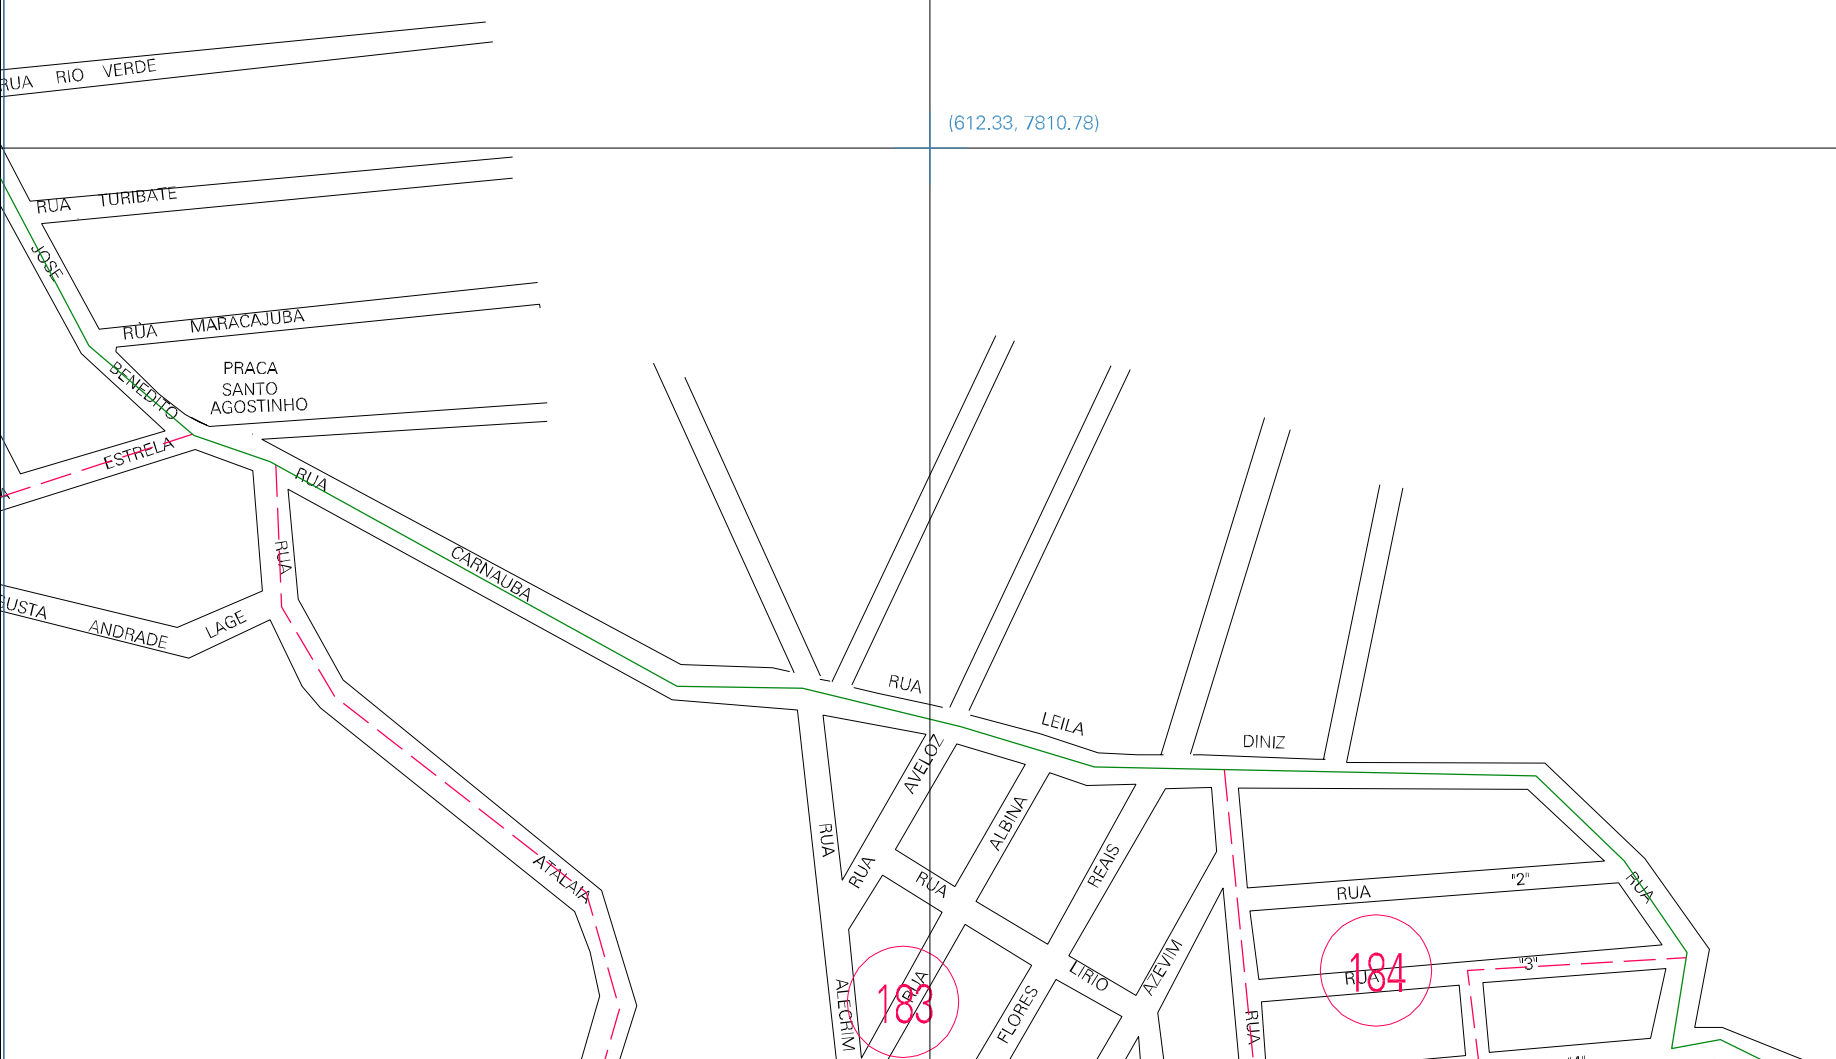 RUA RIO VERDE
(612.33, 7810.78)
RUA TURIBATE
JOSE
BENEDITO
RUA MARACAJUBA
PRACA
SANTO
AGOSTINHO
ESTRELA
RUA
CARNAUBA
RUA
ATALAIA
ANDRADE LAGE
RUA LEILA DINIZ
RUA ALECRIM
RUA AVELOZ
RUA ALBINA
RUA LIRIO
FLORES REAIS
AZEVIM
RUA "2"
RUA "3"
RUA
RUA
183
184